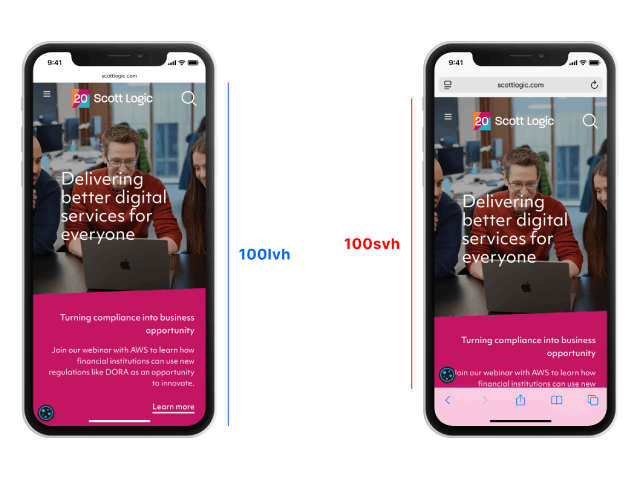 9:41
scottlogic.com
20 Scott Logic
Delivering
better digital
services for
everyone
Turning compliance into business
opportunity
Join our webinar with AWS to learn how
financial institutions can use new
regulations like DORA as an opportunity
to innovate.
Learn more
100lvh
100svh
9:41
scottlogic.com
20 Scott Logic
Delivering
better digital
services for
everyone
Turning compliance into business
opportunity
Join our webinar with AWS to learn how
financial institutions can use new